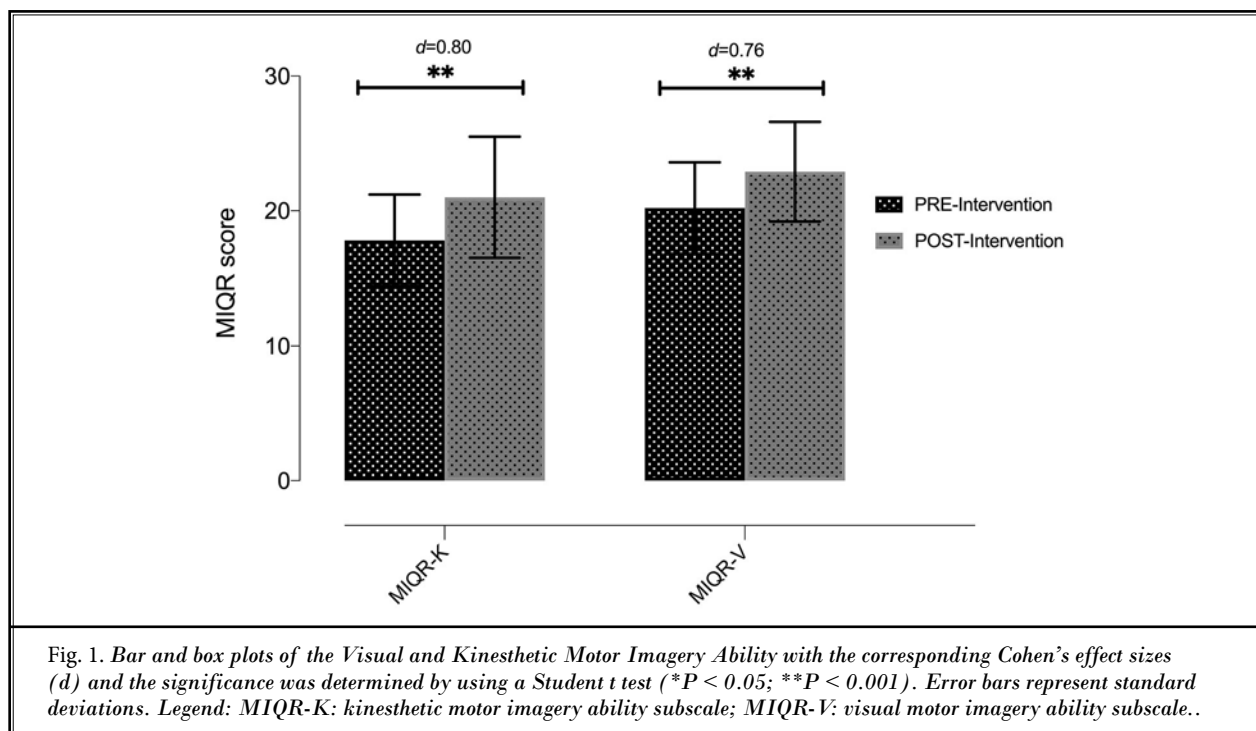 d=0.80
d=0.76
**
**
30
20
10
0
MIQR score
PRE-Intervention
POST-Intervention
MIQR-K
MIQR-V
Fig. 1. Bar and box plots of the Visual and Kinesthetic Motor Imagery Ability with the corresponding Cohen's effect sizes
(d) and the significance was determined by using a Student t test (*P < 0.05; **P < 0.001). Error bars represent standard
deviations. Legend: MIQR-K: kinesthetic motor imagery ability subscale; MIQR-V: visual motor imagery ability subscale..